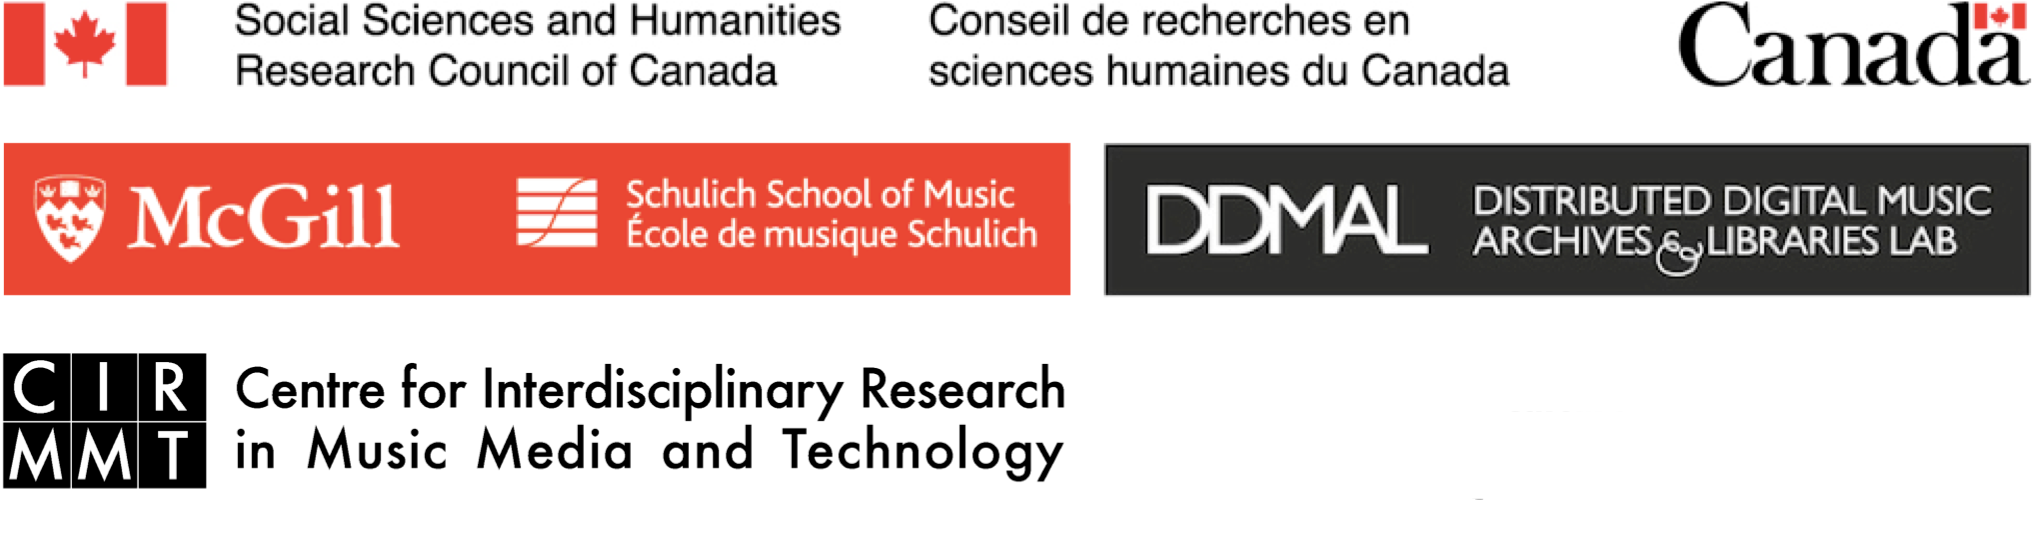 Social Sciences and Humanities
Research Council of Canada
Conseil de recherches en
sciences humaines du Canada
Canada
McGill
Schulich School of Music
École de musique Schulich
DDMAL
DISTRIBUTED DIGITAL MUSIC
ARCHIVES & LIBRARIES LAB
CIR
MMT
Centre for Interdisciplinary Research
in Music Media and Technology